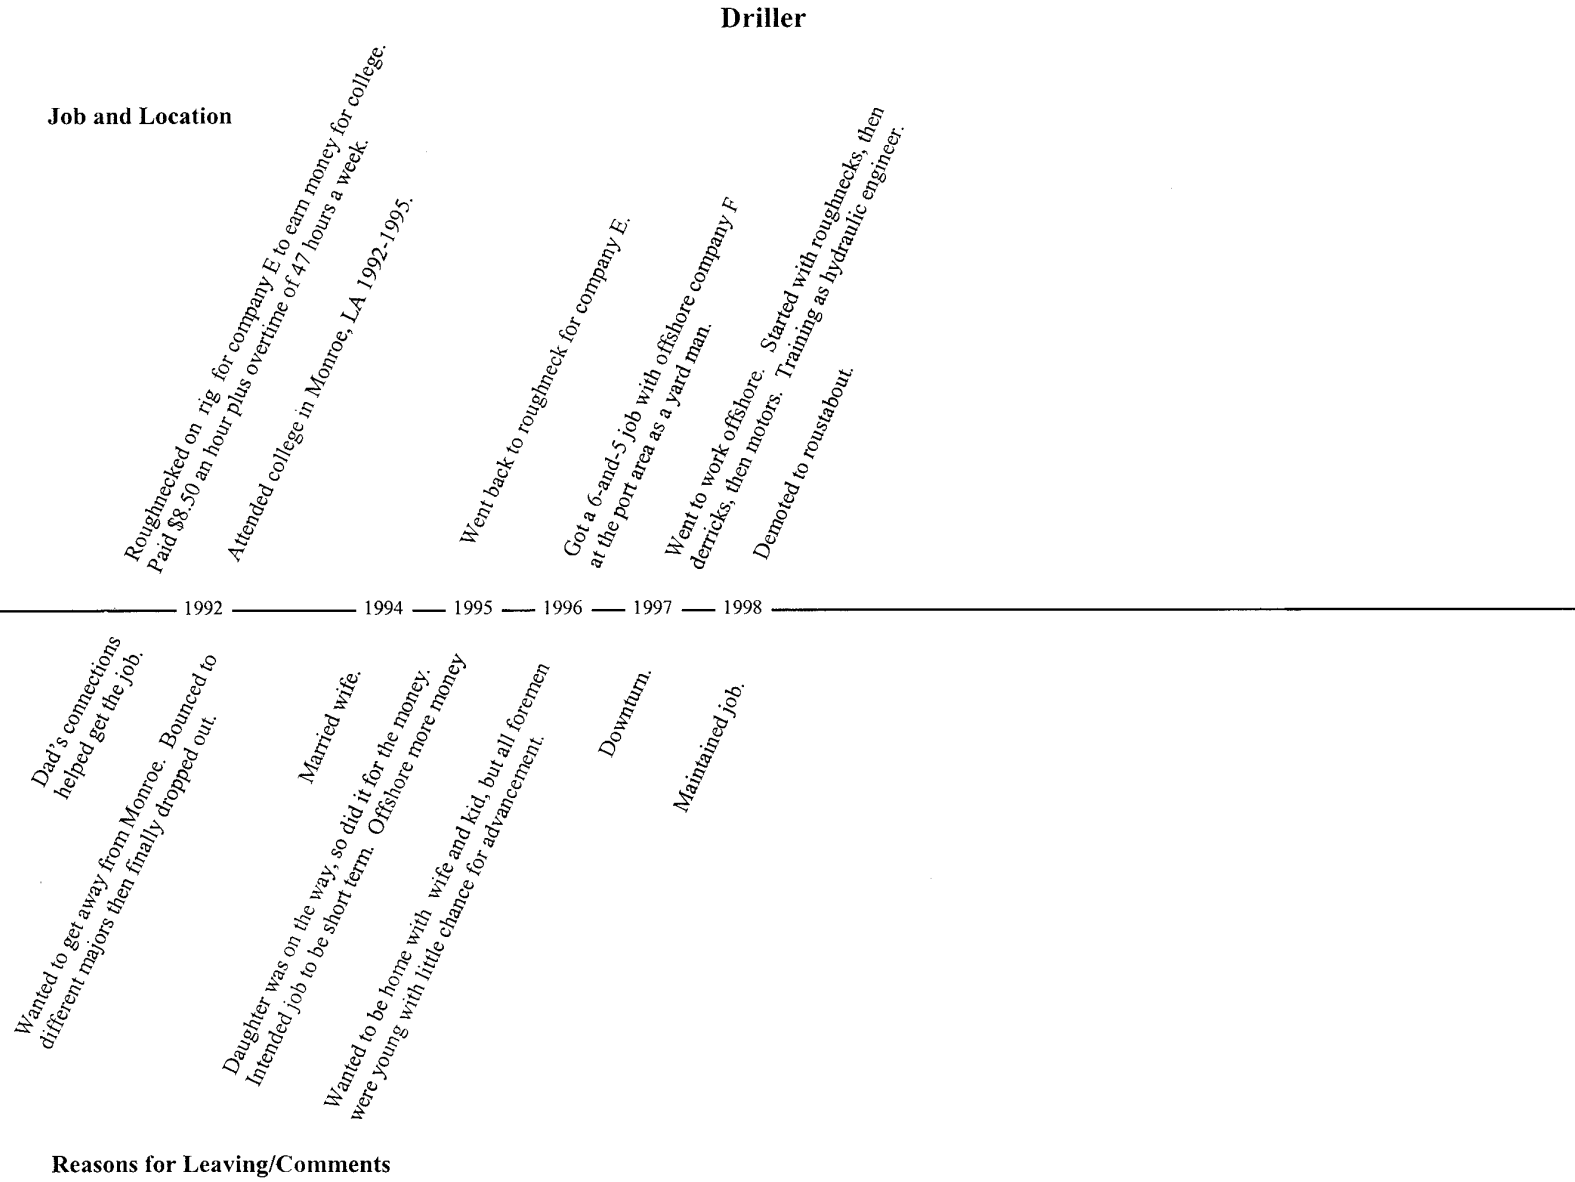 Driller
Job and Location
Roughnecked on rig for company E to earn money for college.
Paid $8.50 an hour plus overtime of 47 hours a week.
Attended college in Monroe, LA 1992-1995.
Went back to roughneck for company E.
Got a 6-and-5 job with offshore company F
at the port area as a yard man.
Went to work offshore. Started with roughnecks, then
derricks, then motors. Training as hydraulic engineer.
Demoted to roustabout.
1992 1994 1995 1996 1997 1998
Dad's connections
helped get the job.
Wanted to get away from Monroe. Bounced to
different majors then finally dropped out.
Married wife.
Daughter was on the way, so did it for the money.
Intended job to be short term. Offshore more money
Wanted to be home with wife and kid, but all foremen
were young with little chance for advancement.
Downturn.
Maintained job.
Reasons for Leaving/Comments